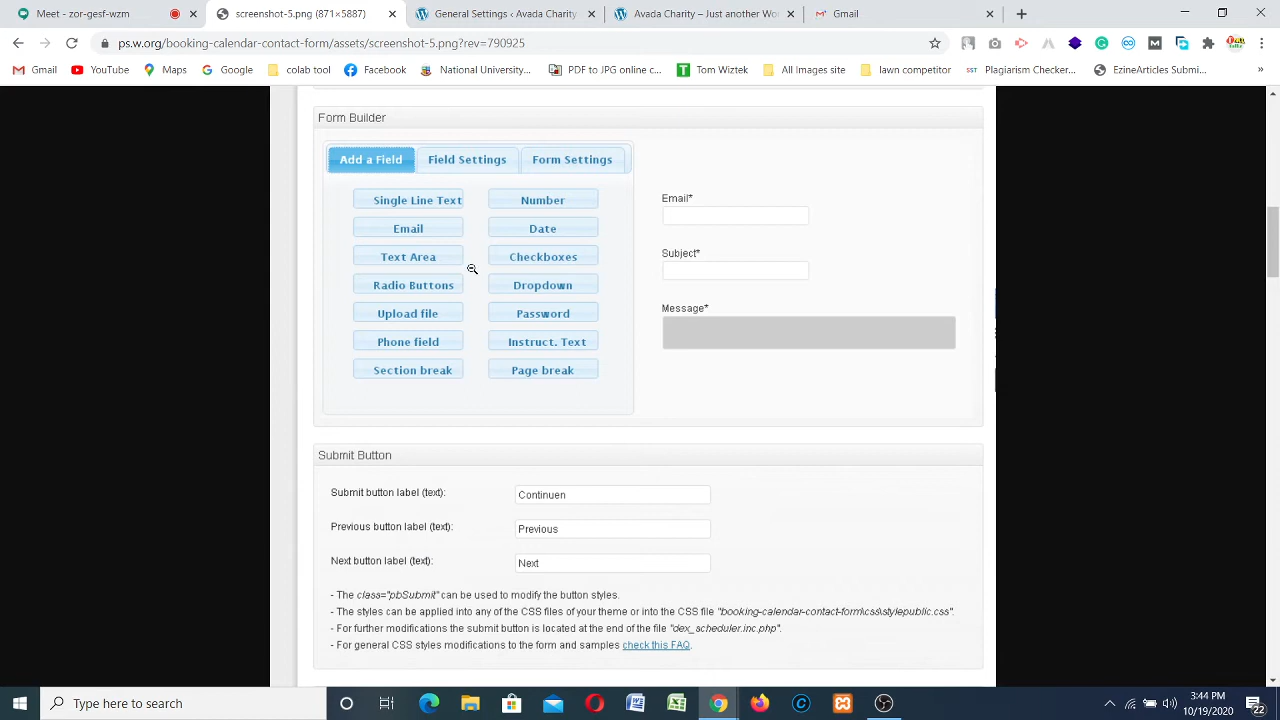 Meet – zor-gesf-wzm
screenshot-5.png (871×5887)
General Settings ‹ Avada Charity —
Avada Charity – Just another Wor
Gmail
ps.w.org/booking-calendar-contact-form/assets/screenshot-5.png?rev=790925
Gmail YouTube Maps Google colab tool Facebook National University... PDF to JPG online c... Tim Wiztek All Images site lawn competitor SST Plagiarism Checker... EzineArticles Submi... »
Form Builder
Add a Field Field Settings Form Settings
Single Line Text Number
Email Date
Text Area Checkboxes
Radio Buttons Dropdown
Upload file Password
Phone field Instruct. Text
Section break Page break
Email*
Subject*
Message*
Submit Button
Submit button label (text): Continuen
Previous button label (text): Previous
Next button label (text): Next
- The class="pbSubmit" can be used to modify the button styles.
- The styles can be applied into any of the CSS files of your theme or into the CSS file "booking-calendar-contact-form\css\stylepublic.css".
- For further modifications the submit button is located at the end of the file "dex_scheduler.inc.php".
- For general CSS styles modifications to the form and samples check this FAQ.
Type here to search
3:44 PM
10/19/2020
22